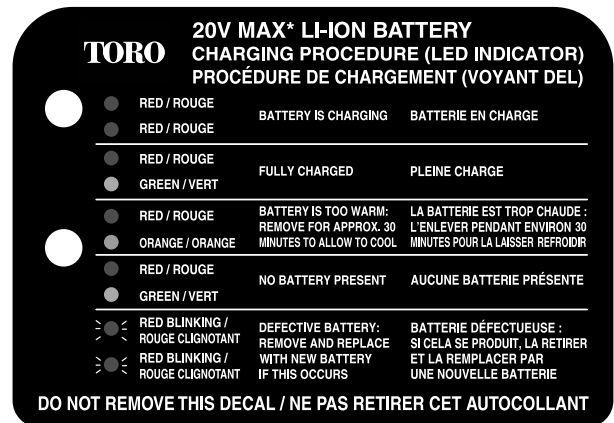 TORO
20V MAX* LI-ION BATTERY
CHARGING PROCEDURE (LED INDICATOR)
PROCÉDURE DE CHARGEMENT (VOYANT DEL)
RED / ROUGE
RED / ROUGE
BATTERY IS CHARGING
BATTERIE EN CHARGE
RED / ROUGE
GREEN / VERT
FULLY CHARGED
PLEINE CHARGE
RED / ROUGE
ORANGE / ORANGE
BATTERY IS TOO WARM:
REMOVE FOR APPROX. 30
MINUTES TO ALLOW TO COOL
LA BATTERIE EST TROP CHAUDE :
L'ENLEVER PENDANT ENVIRON 30
MINUTES POUR LA LAISSER REFROIDIR
RED / ROUGE
GREEN / VERT
NO BATTERY PRESENT
AUCUNE BATTERIE PRÉSENTE
RED BLINKING /
ROUGE CLIGNOTANT
RED BLINKING /
ROUGE CLIGNOTANT
DEFECTIVE BATTERY:
REMOVE AND REPLACE
WITH NEW BATTERY
IF THIS OCCURS
BATTERIE DÉFECTUEUSE :
SI CELA SE PRODUIT, LA RETIRER
ET LA REMPLACER PAR
UNE NOUVELLE BATTERIE
DO NOT REMOVE THIS DECAL / NE PAS RETIRER CET AUTOCOLLANT